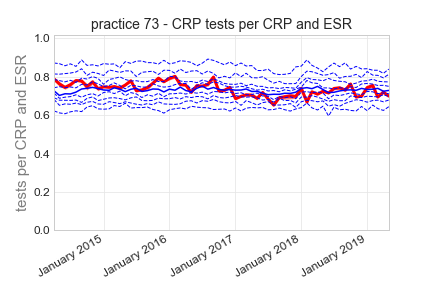 practice 73 - CRP tests per CRP and ESR
tests per CRP and ESR
1.0
0.8
0.6
0.4
0.2
0.0
January 2015
January 2016
January 2017
January 2018
January 2019